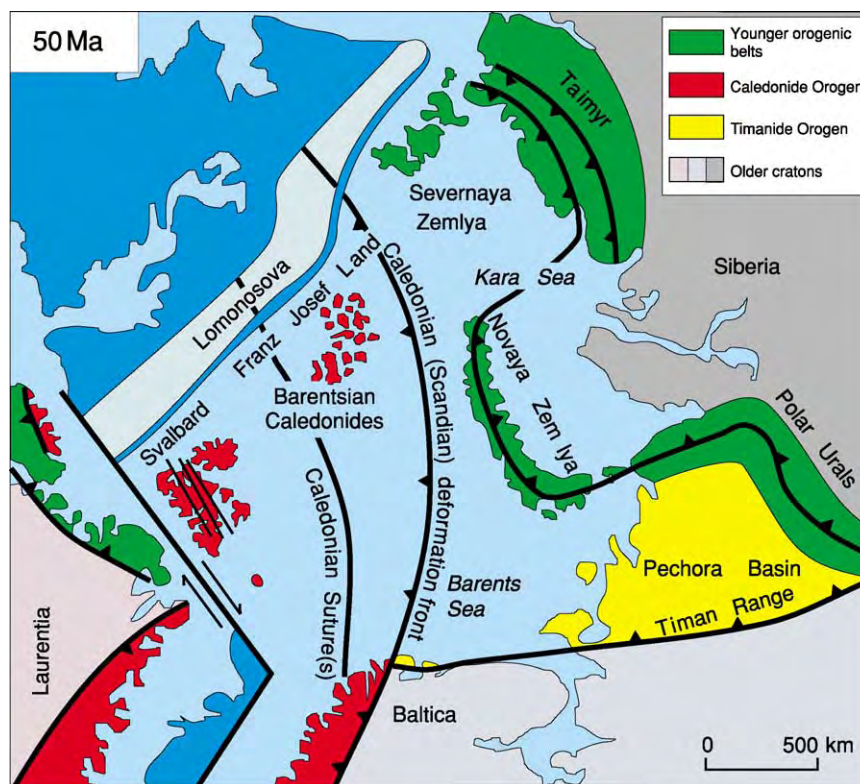 50 Ma
Younger orogenic
belts
Caledonide Orogen
Timanide Orogen
Older cratons
Taimyr
Severnaya
Zemlya
Siberia
Kara Sea
Lomonosova
Franz Josef Land
Caledonian (Scandian) deformation front
Novaya Zemlya
Barentsian
Caledonides
Svalbard
Polar Urals
Caledonian Suture(s)
Barents
Sea
Pechora Basin
Timan Range
Laurentia
Baltica
0 500 km